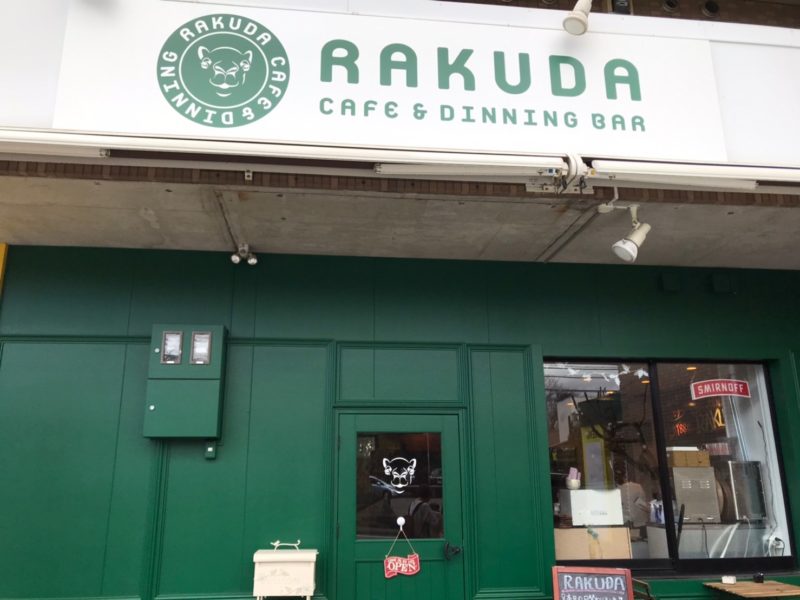 RAKUDA CAFE & DINNING
RAKUDA
CAFE & DINNING BAR
SMIRNOFF
OPEN
RAKUDA